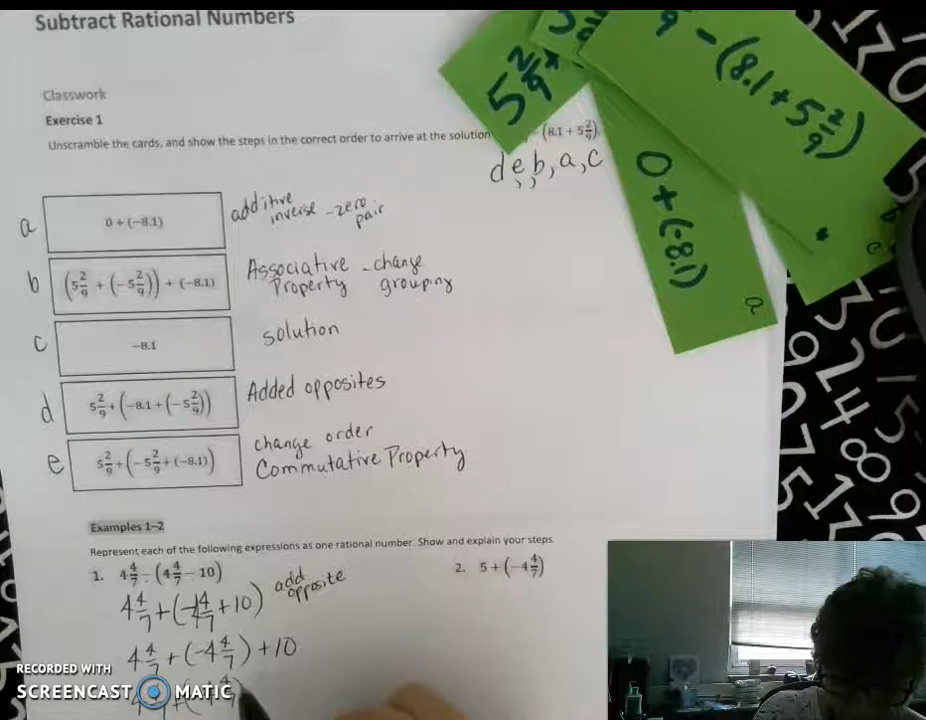 Subtract Rational Numbers
Classwork
Exercise 1
Unscramble the cards, and show the steps in the correct order to arrive at the solution (8.1 + 5 2/9).
d, e, b, a, c
a 0 + (−8.1) additive inverse - zero pair
b (5 2/9 + (−5 2/9)) + (−8.1) Associative - change Property grouping
c −8.1 solution
d 5 2/9 + (−8.1 + (−5 2/9)) Added opposites
e 5 2/9 + (−5 2/9 + (−8.1)) change order Commutative Property
Examples 1–2
Represent each of the following expressions as one rational number. Show and explain your steps.
1. 4 4/7 − (4 4/7 − 10)
4 4/7 + (−4 4/7 + 10) add opposite
4 4/7 + (−4 4/7) + 10
2. 5 + (−4 4/7)
5 2/9 +
− (8.1 + 5 2/9)
0 + (-8.1)
a
c
RECORDED WITH
SCREENCAST MATIC